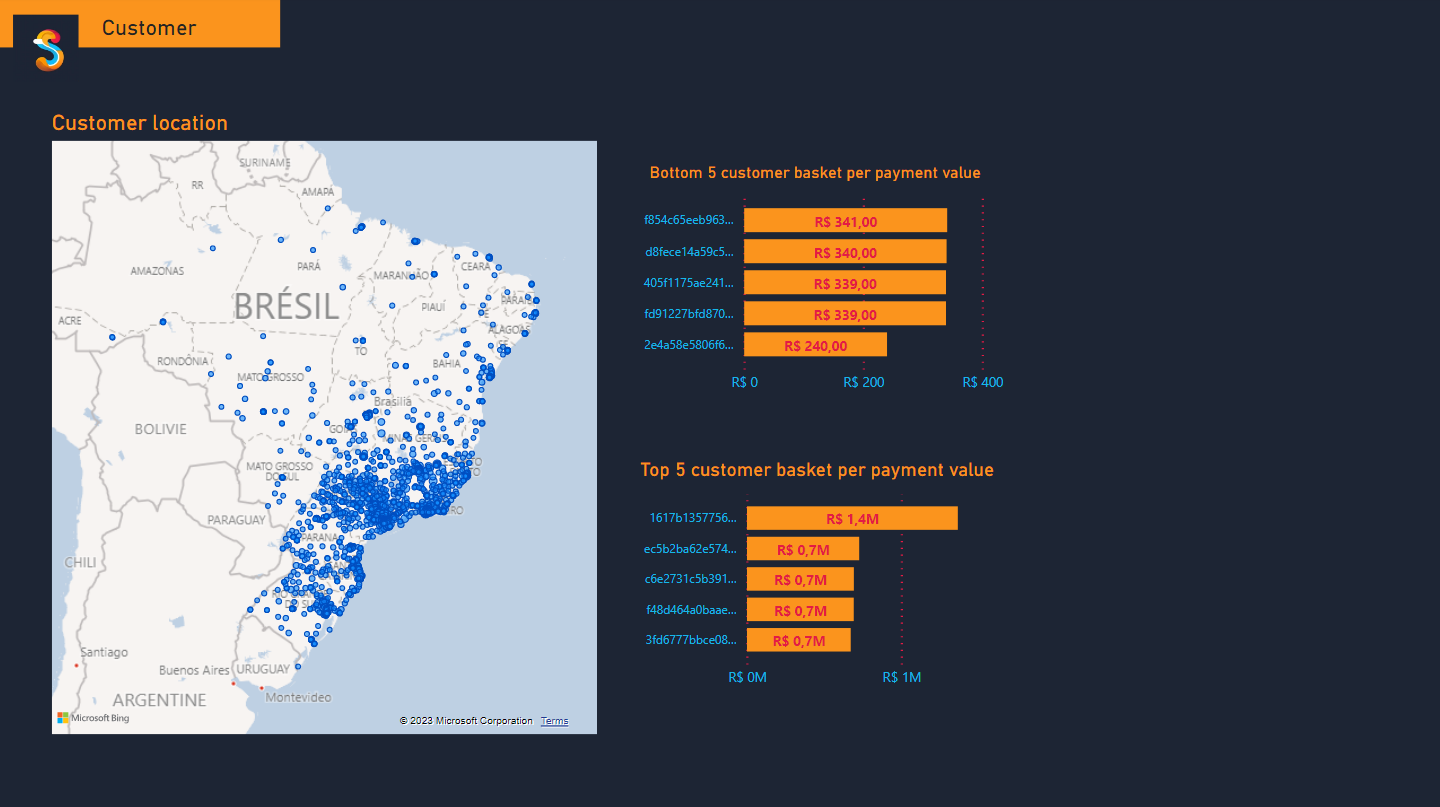 Customer
Customer location
SURINAME
RR
AMAPÁ
AMAZONAS
PARÁ
MARANHÃO
CEARÁ
BRÉSIL
PIAUÍ
ACRE
ALAGOAS
TO
RONDÔNIA
BAHIA
MATO GROSSO
Brasília
BOLIVIE
MATO GROSSO
DO SUL
PARAGUAY
PARANÁ
CHILI
Santiago
Buenos Aires
URUGUAY
ARGENTINE
Montevideo
Microsoft Bing
© 2023 Microsoft Corporation Terms
Bottom 5 customer basket per payment value
f854c65eeb963... R$ 341,00
d8fece14a59c5... R$ 340,00
405f1175ae241... R$ 339,00
fd91227bfd870... R$ 339,00
2e4a58e5806f6... R$ 240,00
R$ 0 R$ 200 R$ 400
Top 5 customer basket per payment value
1617b1357756... R$ 1,4M
ec5b2ba62e574... R$ 0,7M
c6e2731c5b391... R$ 0,7M
f48d464a0baae... R$ 0,7M
3fd6777bbce08... R$ 0,7M
R$ 0M R$ 1M